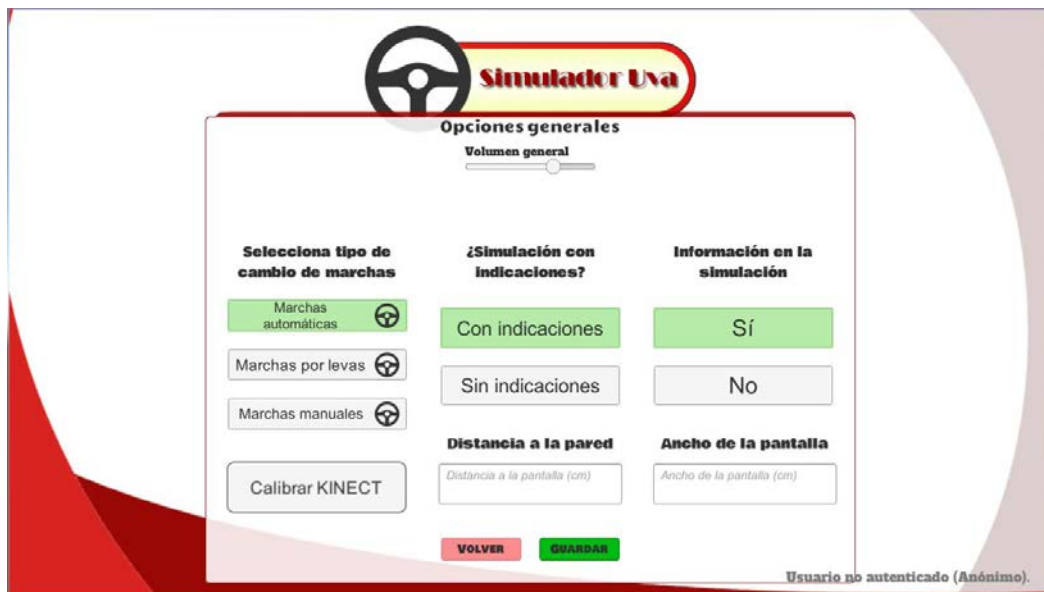 Simulador Uva
Opciones generales
Volumen general
Selecciona tipo de
cambio de marchas
Marchas
automáticas
Marchas por levas
Marchas manuales
Calibrar KINECT
¿Simulación con
indicaciones?
Con indicaciones
Sin indicaciones
Distancia a la pared
Distancia a la pantalla (cm)
Información en la
simulación
Sí
No
Ancho de la pantalla
Ancho de la pantalla (cm)
VOLVER
GUARDAR
Usuario no autenticado (Anónimo).